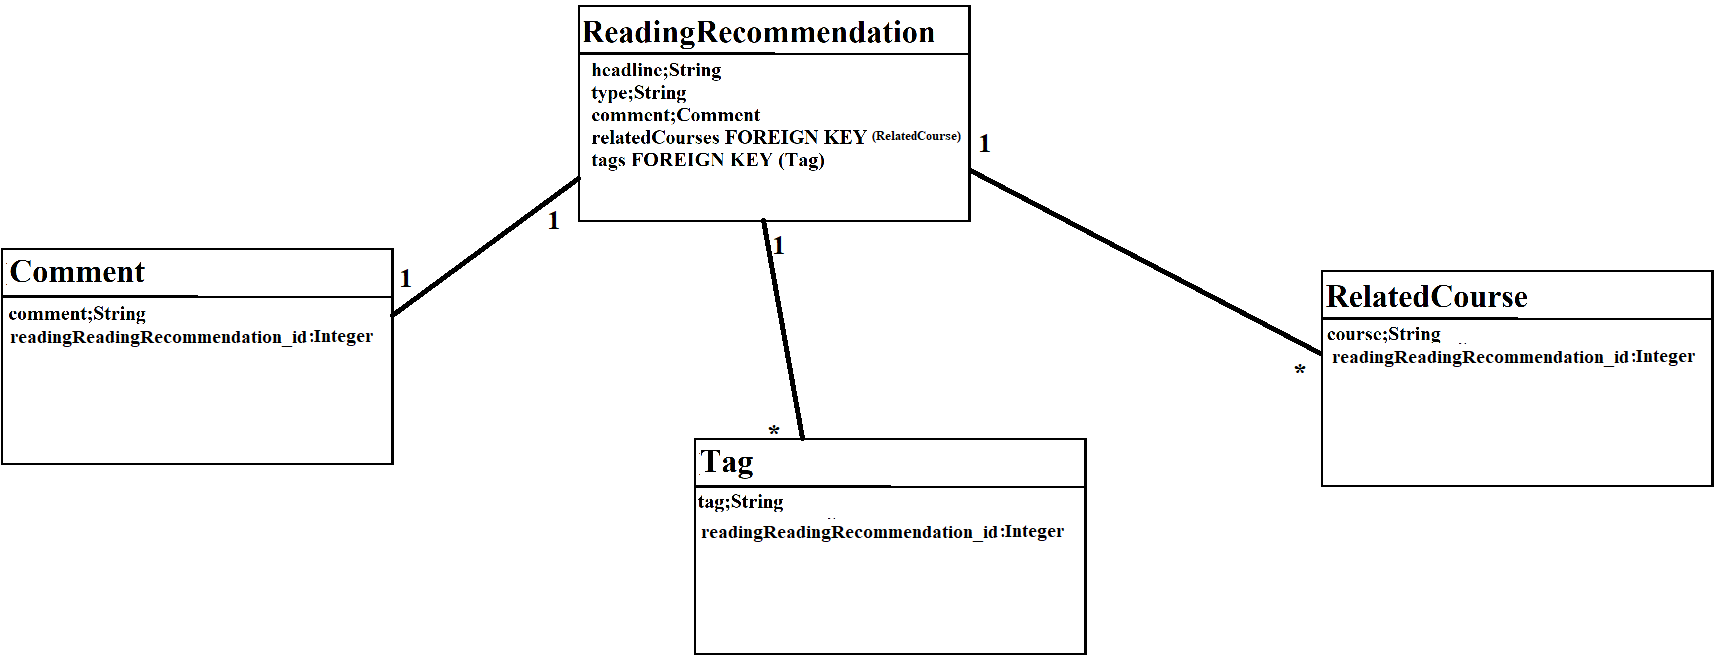 ReadingRecommendation
headline;String
type;String
comment;Comment
relatedCourses FOREIGN KEY (RelatedCourse)
tags FOREIGN KEY (Tag)
1
1
1
1
Comment
comment;String
readingReadingRecommendation_id:Integer
RelatedCourse
course;String
readingReadingRecommendation_id:Integer
*
*
Tag
tag;String
readingReadingRecommendation_id:Integer